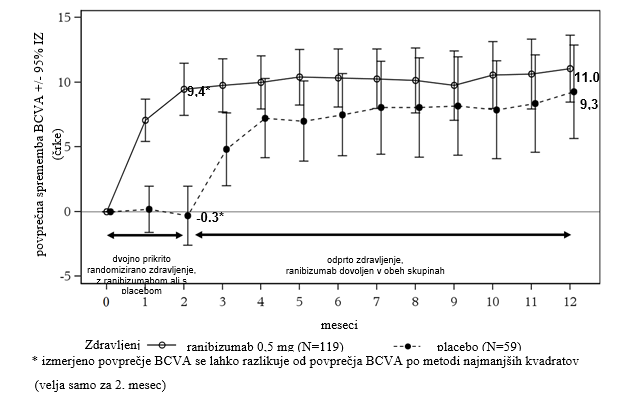 povprečna sprememba BCVA +/- 95% IZ
(črke)
15
10
5
0
-5
9,4*
-0.3*
11.0
9.3
dvojno prikrito
randomizirano zdravljenje,
z ranibizumabom ali s
placebom
odprto zdravljenje,
ranibizumab dovoljen v obeh skupinah
0 1 2 3 4 5 6 7 8 9 10 11 12
meseci
Zdravljenj ranibizumab 0,5 mg (N=119) placebo (N=59)
* izmerjeno povprečje BCVA se lahko razlikuje od povprečja BCVA po metodi najmanjših kvadratov
(velja samo za 2. mesec)